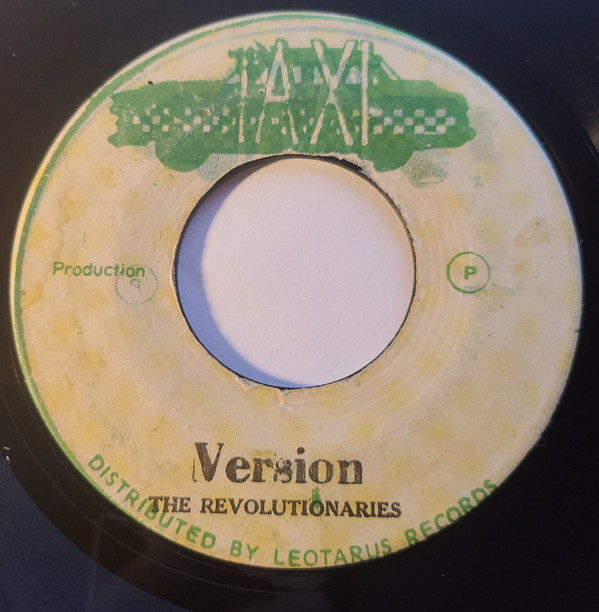 TAXI
Production
P
Version
THE REVOLUTIONARIES
DISTRIBUTED BY LEOTARUS RECORDS